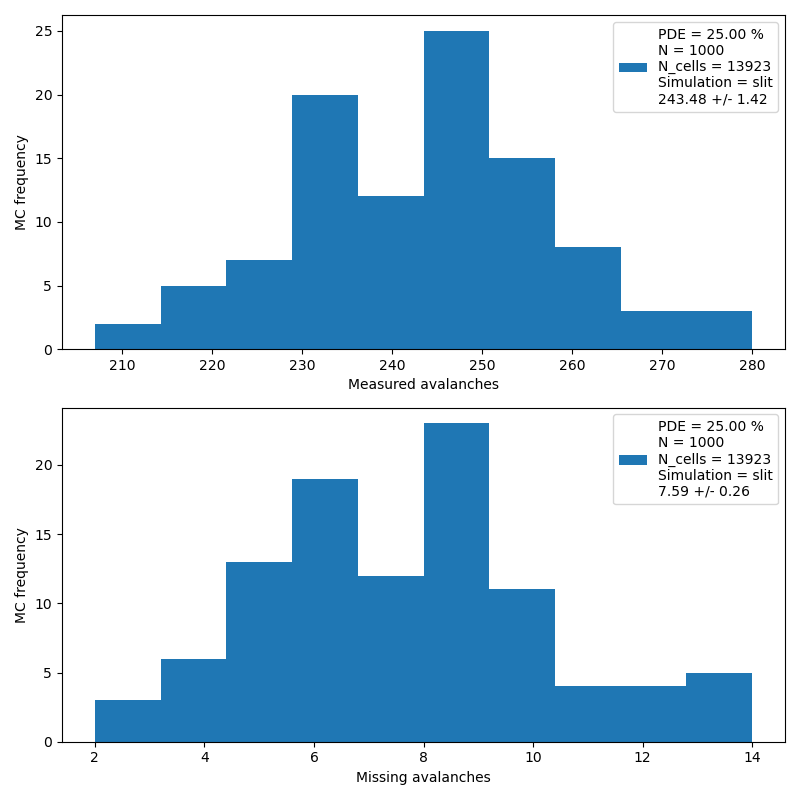 25
20
15
10
5
0
MC frequency
PDE = 25.00 %
N = 1000
N_cells = 13923
Simulation = slit
243.48 +/- 1.42
210 220 230 240 250 260 270 280
Measured avalanches
20
15
10
5
0
MC frequency
PDE = 25.00 %
N = 1000
N_cells = 13923
Simulation = slit
7.59 +/- 0.26
2 4 6 8 10 12 14
Missing avalanches